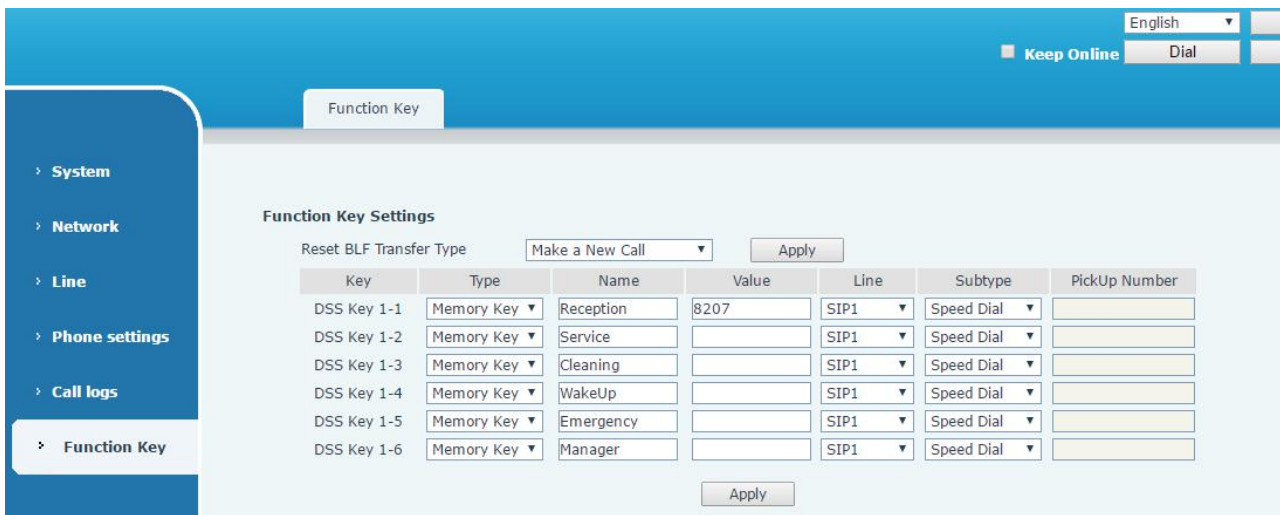 English
Keep Online Dial
Function Key
System
Network
Line
Phone settings
Call logs
Function Key
Function Key Settings
Reset BLF Transfer Type Make a New Call Apply
Key Type Name Value Line Subtype PickUp Number
DSS Key 1-1 Memory Key Reception 8207 SIP1 Speed Dial
DSS Key 1-2 Memory Key Service SIP1 Speed Dial
DSS Key 1-3 Memory Key Cleaning SIP1 Speed Dial
DSS Key 1-4 Memory Key WakeUp SIP1 Speed Dial
DSS Key 1-5 Memory Key Emergency SIP1 Speed Dial
DSS Key 1-6 Memory Key Manager SIP1 Speed Dial
Apply